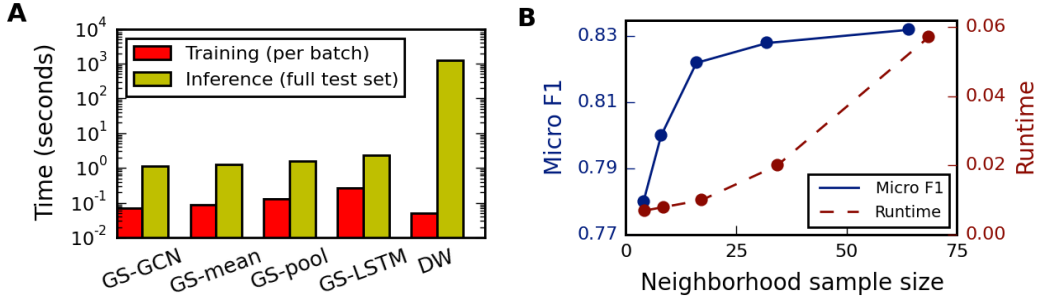 A
Time (seconds)
10^4
10^3
10^2
10^1
10^0
10^-1
10^-2
Training (per batch)
Inference (full test set)
GS-GCN
GS-mean
GS-pool
GS-LSTM
DW
B
Micro F1
0.83
0.81
0.79
0.77
0
25
50
75
Neighborhood sample size
Micro F1
Runtime
0.06
0.04
0.02
0.00
Runtime